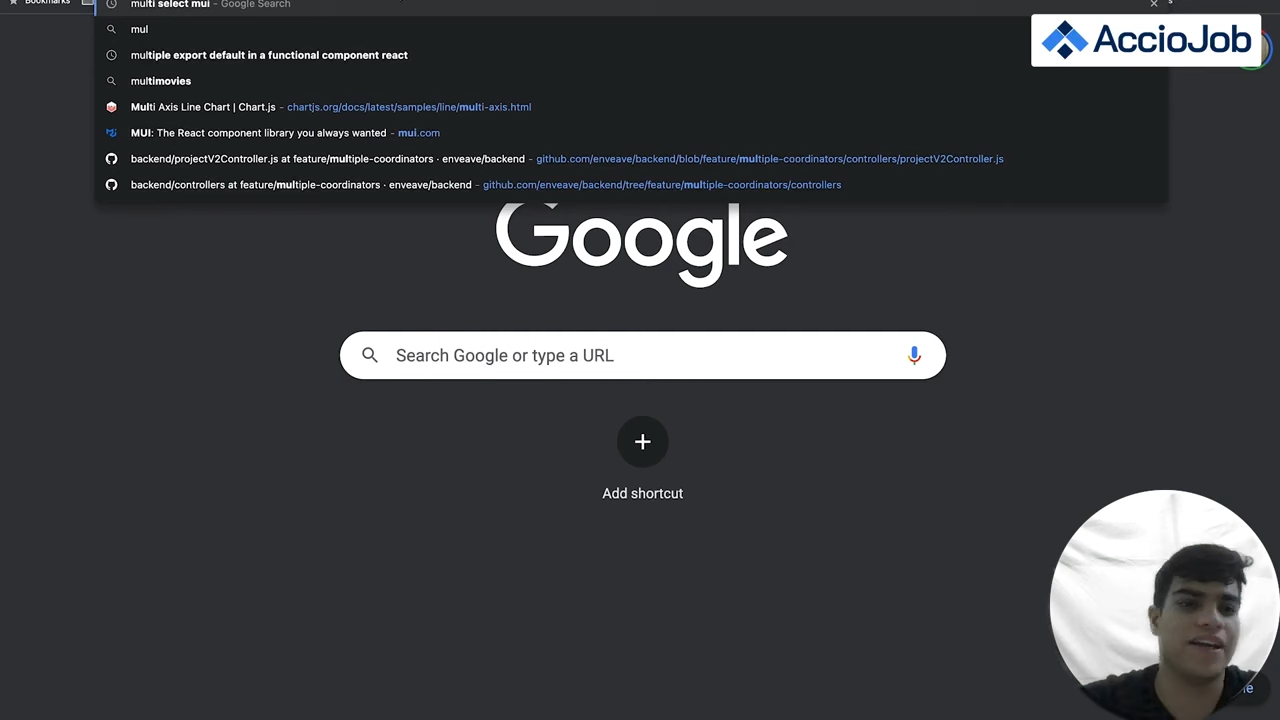 Bookmarks
multi select mui - Google Search
mul
multiple export default in a functional component react
multimovies
Multi Axis Line Chart | Chart.js - chartjs.org/docs/latest/samples/line/multi-axis.html
MUI: The React component library you always wanted - mui.com
backend/projectV2Controller.js at feature/multiple-coordinators · enveave/backend - github.com/enveave/backend/blob/feature/multiple-coordinators/controllers/projectV2Controller.js
backend/controllers at feature/multiple-coordinators · enveave/backend - github.com/enveave/backend/tree/feature/multiple-coordinators/controllers
AccioJob
Google
Search Google or type a URL
Add shortcut